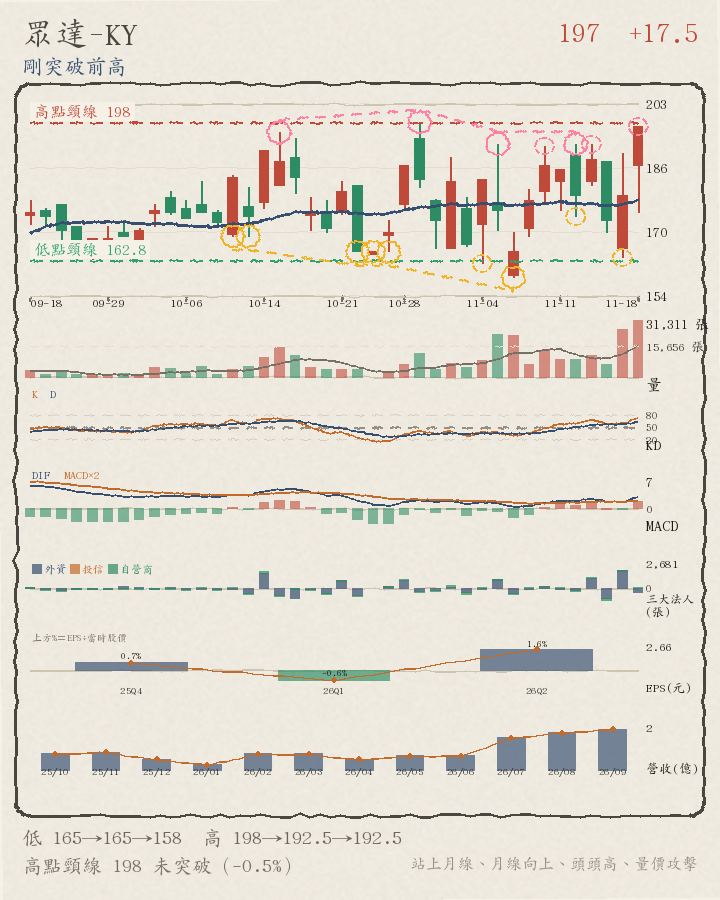 眾達-KY
197 +17.5
剛突破前高
203
高點頸線 198
186
170
低點頸線 162.8
154
09-18 09-29 10-06 10-14 10-21 10-28 11-04 11-11 11-18
31,311 張
15,656 張
量
K D
80
50
20
KD
DIF MACD×2
7
0
MACD
外資 投信 自營商
2,681
0
三大法人
(張)
上方%=EPS÷當時股價
0.7% -0.6% 1.6%
2.66
25Q4 26Q1 26Q2
EPS(元)
2
營收(億)
25/10 25/11 25/12 26/01 26/02 26/03 26/04 26/05 26/06 26/07 26/08 26/09
低 165→165→158 高 198→192.5→192.5
高點頸線 198 未突破 (-0.5%)
站上月線、月線向上、頭頭高、量價攻擊